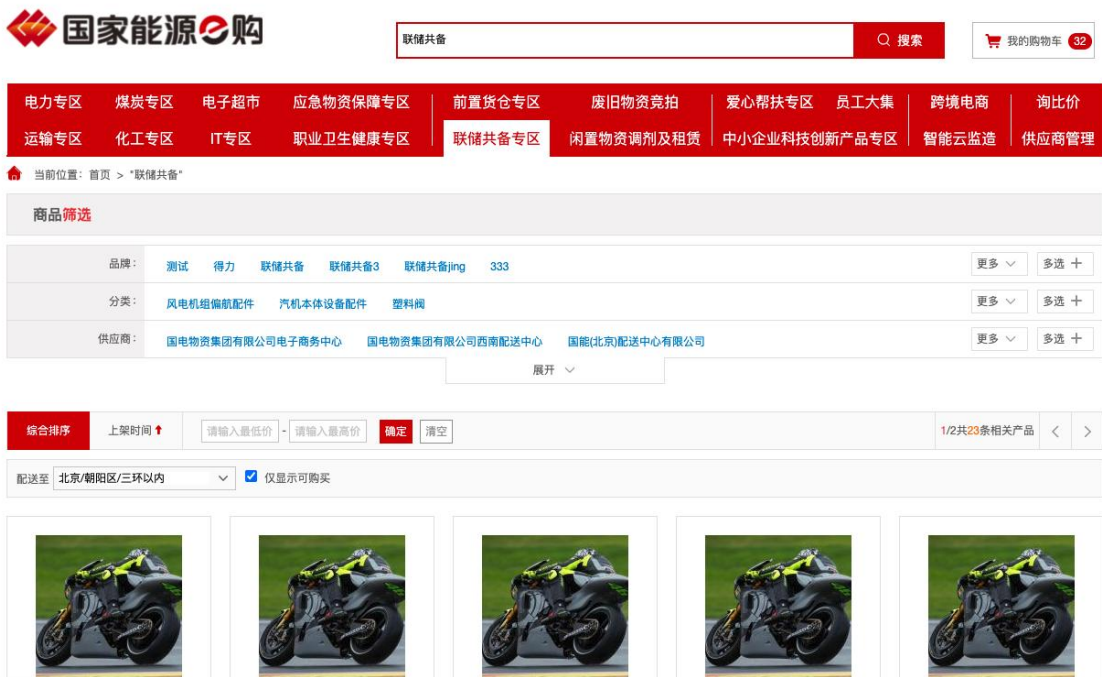 国家能源e购
联储共备
搜索
我的购物车 32
电力专区 煤炭专区 电子超市 应急物资保障专区 前置货仓专区 废旧物资竞拍 爱心帮扶专区 员工大集 跨境电商 询比价
运输专区 化工专区 IT专区 职业卫生健康专区 联储共备专区 闲置物资调剂及租赁 中小企业科技创新产品专区 智能云监造 供应商管理
当前位置: 首页 > "联储共备"
商品筛选
品牌: 测试 得力 联储共备 联储共备3 联储共备jing 333 更多 多选
分类: 风电机组偏航配件 汽机本体设备配件 塑料阀 更多 多选
供应商: 国电物资集团有限公司电子商务中心 国电物资集团有限公司西南配送中心 国能(北京)配送中心有限公司 更多 多选
展开
综合排序 上架时间 请输入最低价 - 请输入最高价 确定 清空 1/2共23条相关产品 < >
配送至 北京/朝阳区/三环以内 仅显示可购买